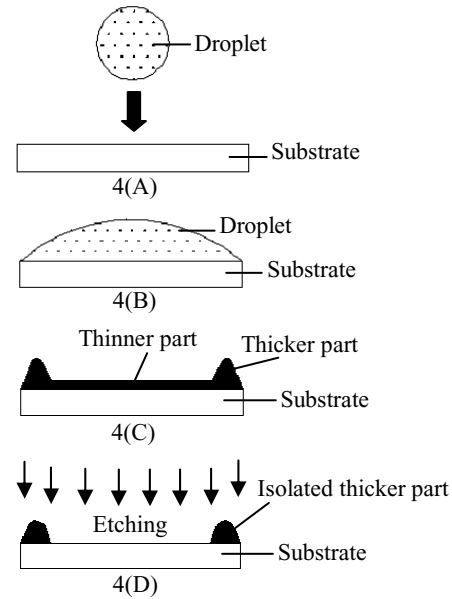 Droplet
Substrate
4(A)
Droplet
Substrate
4(B)
Thinner part
Thicker part
Substrate
4(C)
Isolated thicker part
Etching
Substrate
4(D)